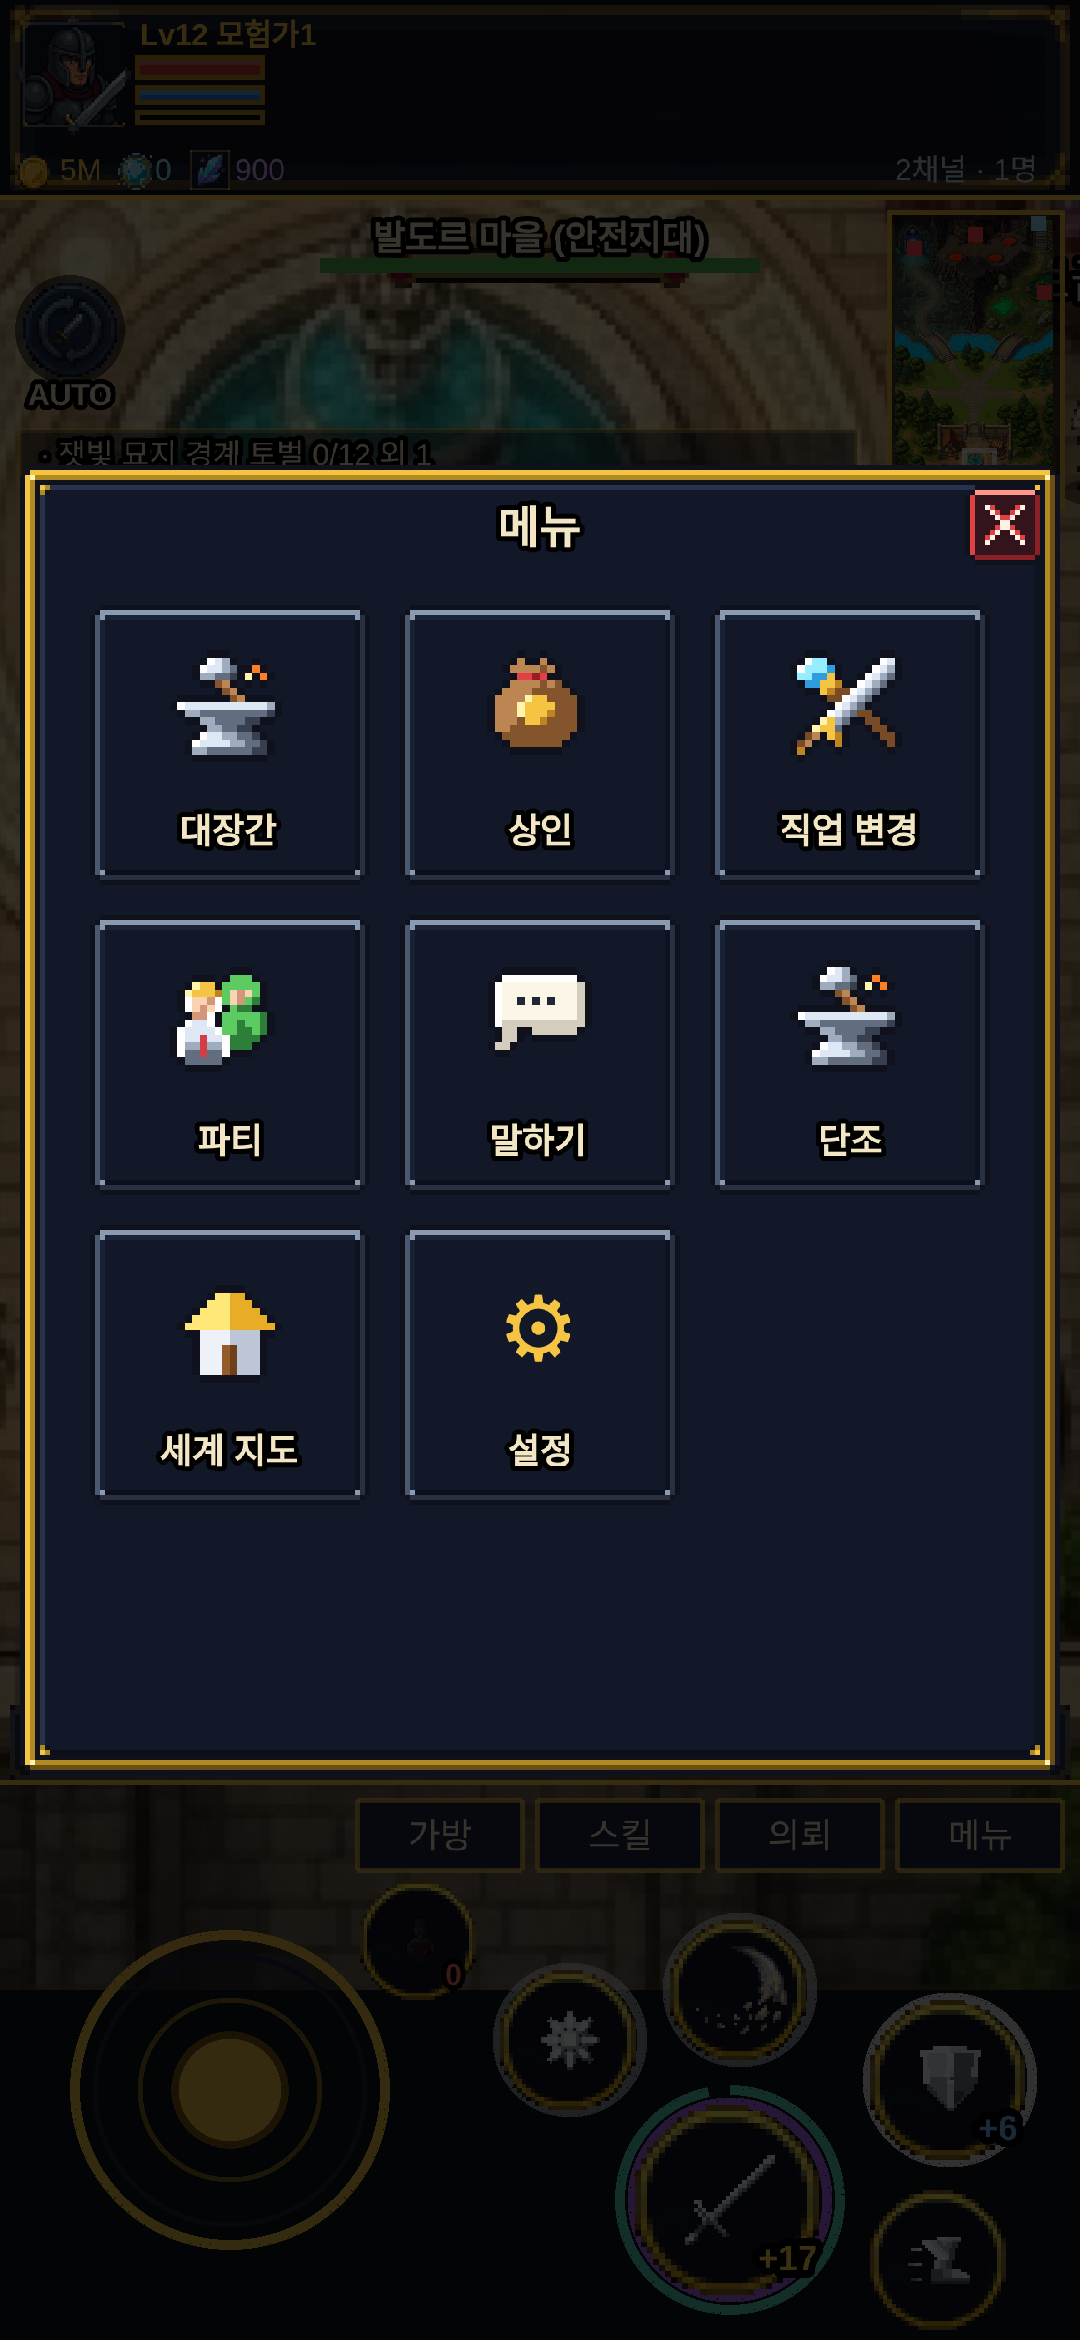 Lv12 모험가1
5M 0 900 2채널 · 1명
발도르 마을 (안전지대)
AUTO
· 잿빛 묘지 경계 토벌 0/12 외 1
메뉴
대장간 상인 직업 변경
파티 말하기 단조
세계 지도 설정
가방 스킬 의뢰 메뉴
0
+6
+17